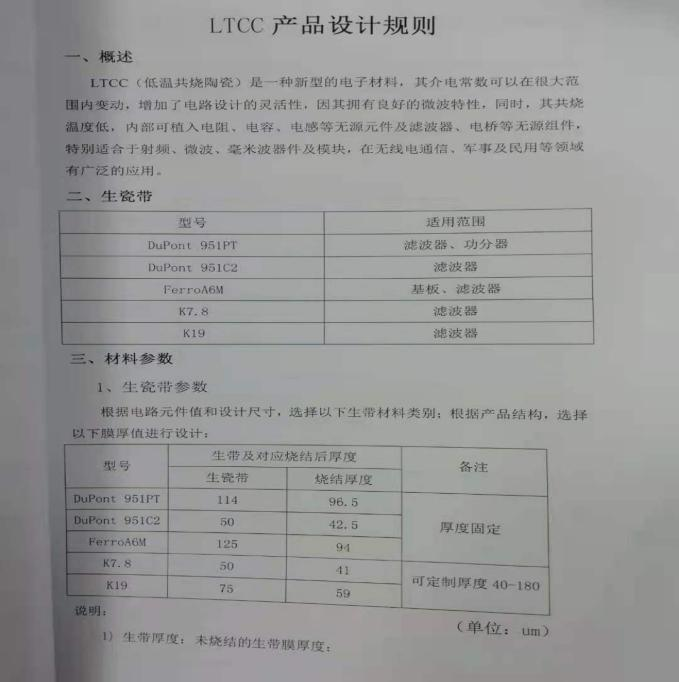 LTCC 产品设计规则
一、概述
LTCC（低温共烧陶瓷）是一种新型的电子材料，其介电常数可以在很大范
围内变动，增加了电路设计的灵活性，因其拥有良好的微波特性，同时，其共烧
温度低，内部可植入电阻、电容、电感等无源元件及滤波器、电桥等无源组件，
特别适合于射频、微波、毫米波器件及模块，在无线电通信、军事及民用等领域
有广泛的应用。
二、生瓷带
型号 适用范围
DuPont 951PT 滤波器、功分器
DuPont 951C2 滤波器
FerroA6M 基板、滤波器
K7.8 滤波器
K19 滤波器
三、材料参数
1、生瓷带参数
根据电路元件值和设计尺寸，选择以下生带材料类别；根据产品结构，选择
以下膜厚值进行设计：
型号 生带及对应烧结后厚度 备注
生瓷带 烧结厚度
DuPont 951PT 114 96.5
DuPont 951C2 50 42.5 厚度固定
FerroA6M 125 94
K7.8 50 41 可定制厚度 40-180
K19 75 59
说明： （单位：um）
1) 生带厚度：未烧结的生带膜厚度；